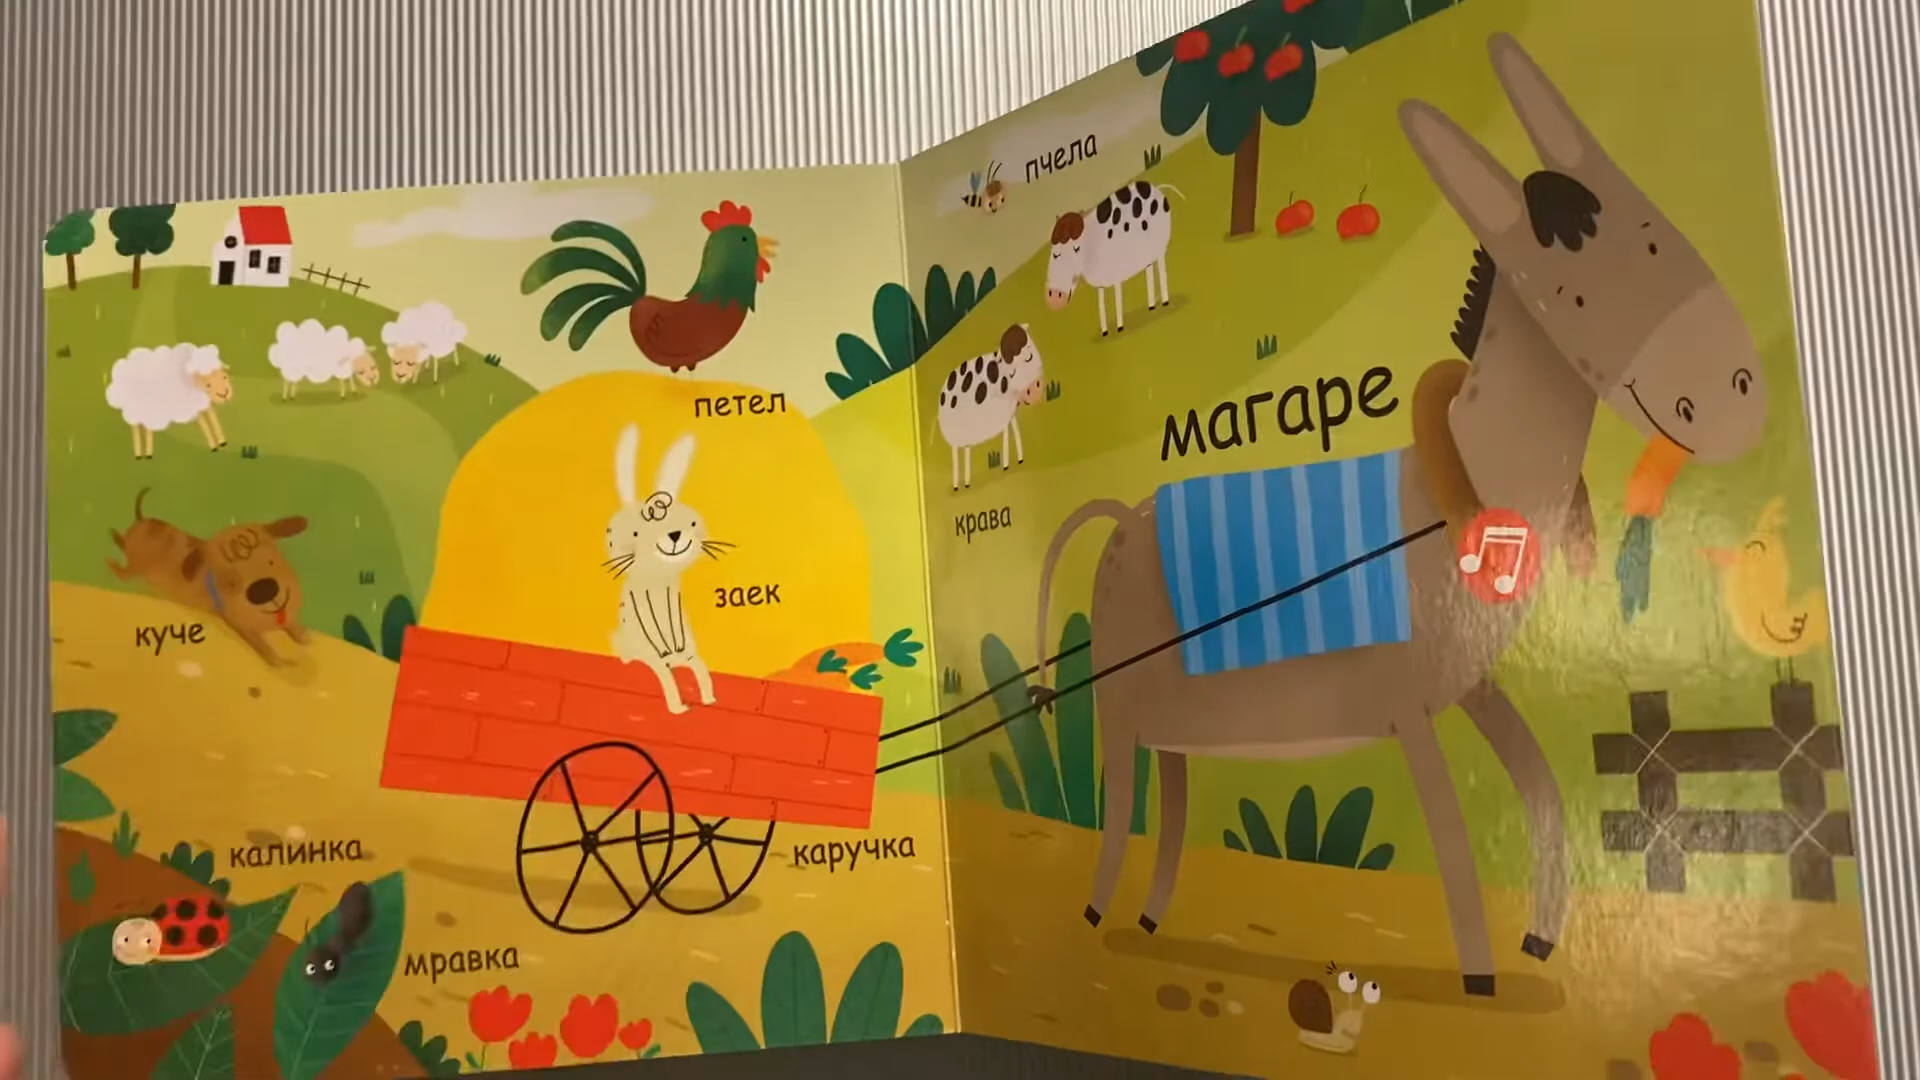 петел
заек
куче
калинка
каручка
мравка
пчела
магаре
крава